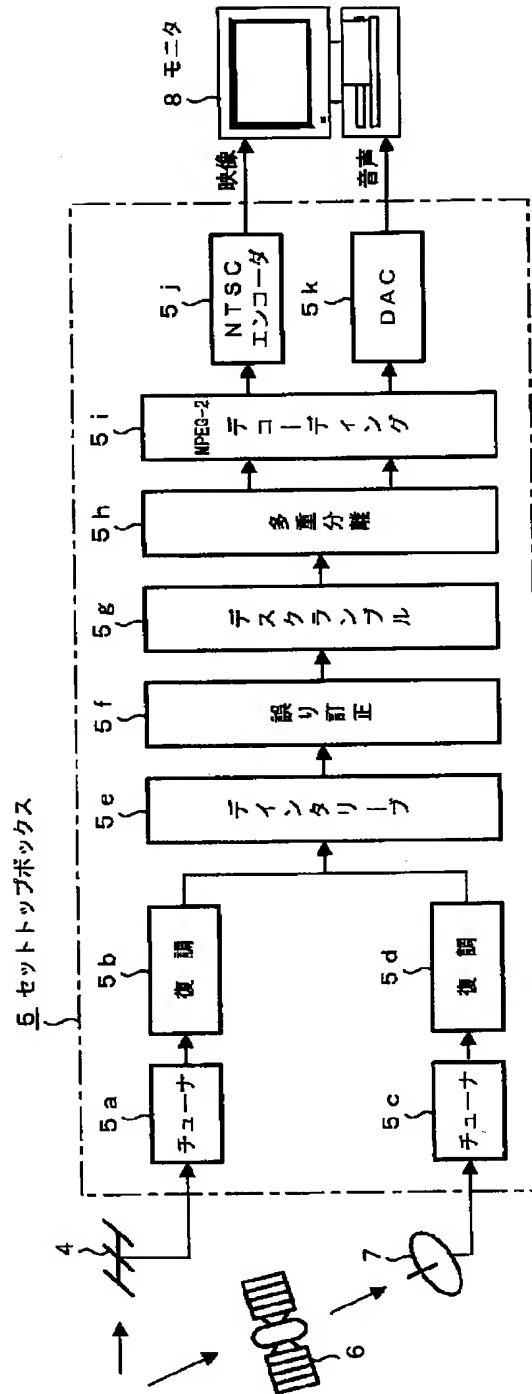 5 セットトップボックス
4
5a
チューナ
5b
復調
6
7
5c
チューナ
5d
復調
5e
デインタリーブ
5f
誤り訂正
5g
デスクランブル
5h
多重分離
5i
MPEG-2
デコーディング
5j
NTSC
エンコーダ
5k
DAC
映像
音声
8 モニタ